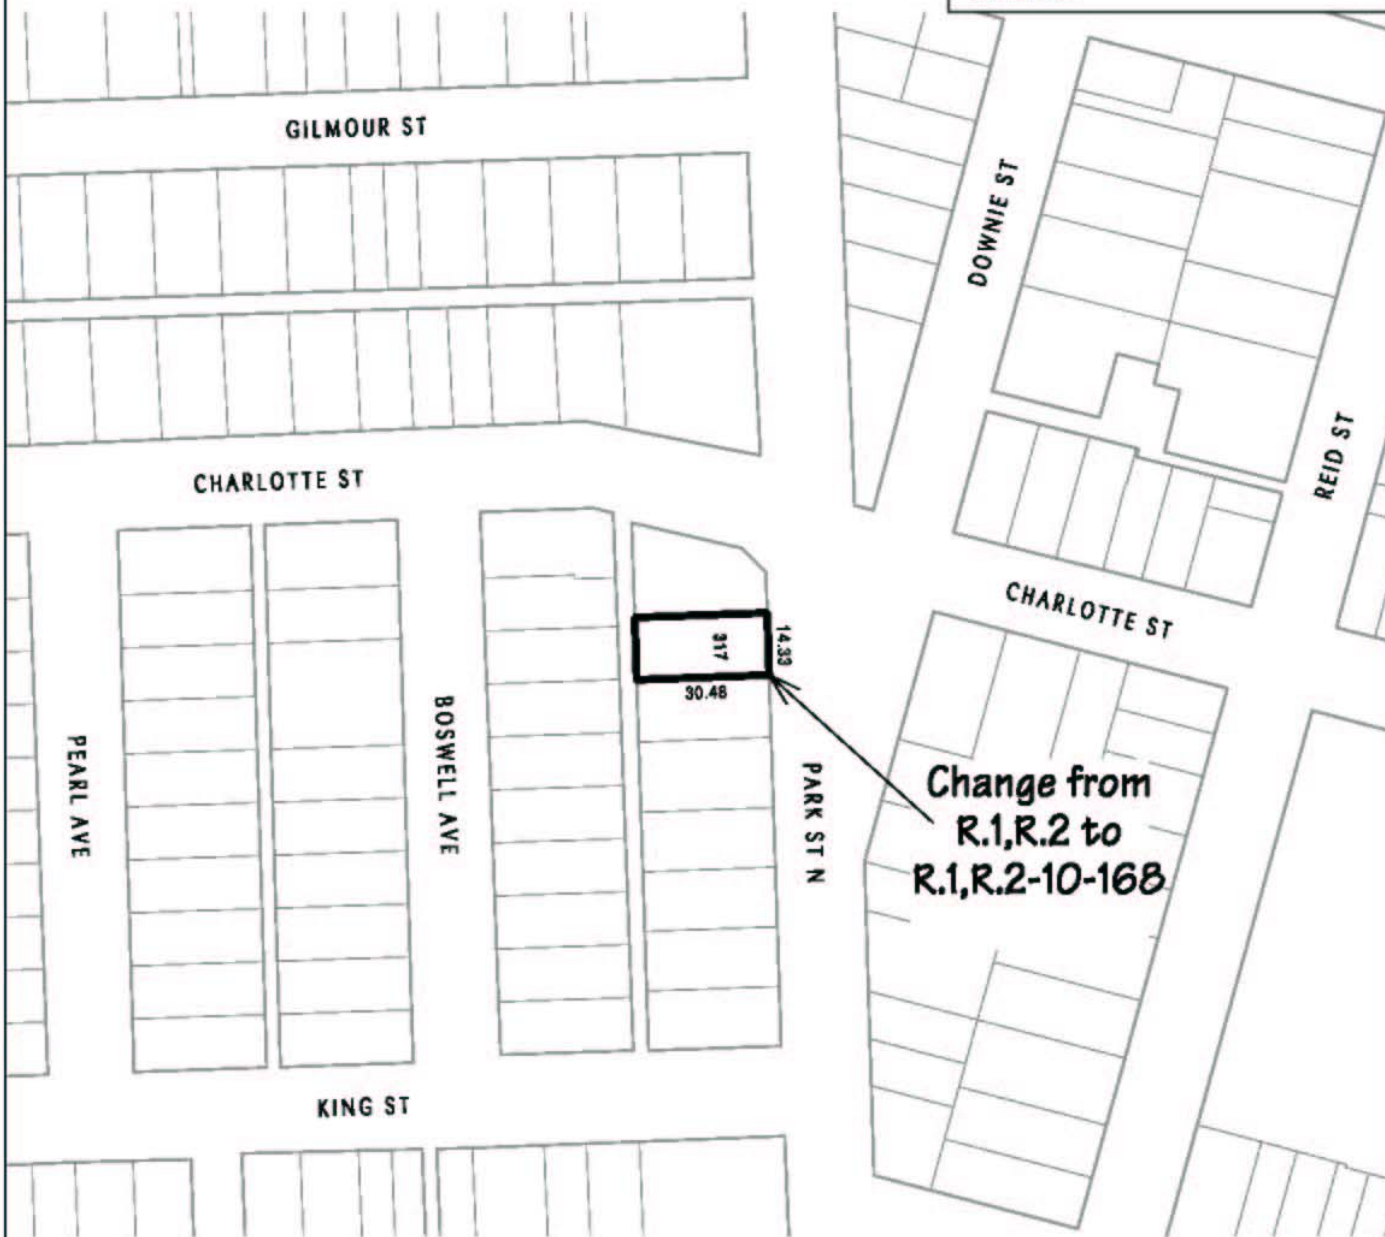 GILMOUR ST
DOWNIE ST
REID ST
CHARLOTTE ST
CHARLOTTE ST
317
14.33
30.48
PEARL AVE
BOSWELL AVE
PARK ST N
Change from
R.1,R.2 to
R.1,R.2-10-168
KING ST